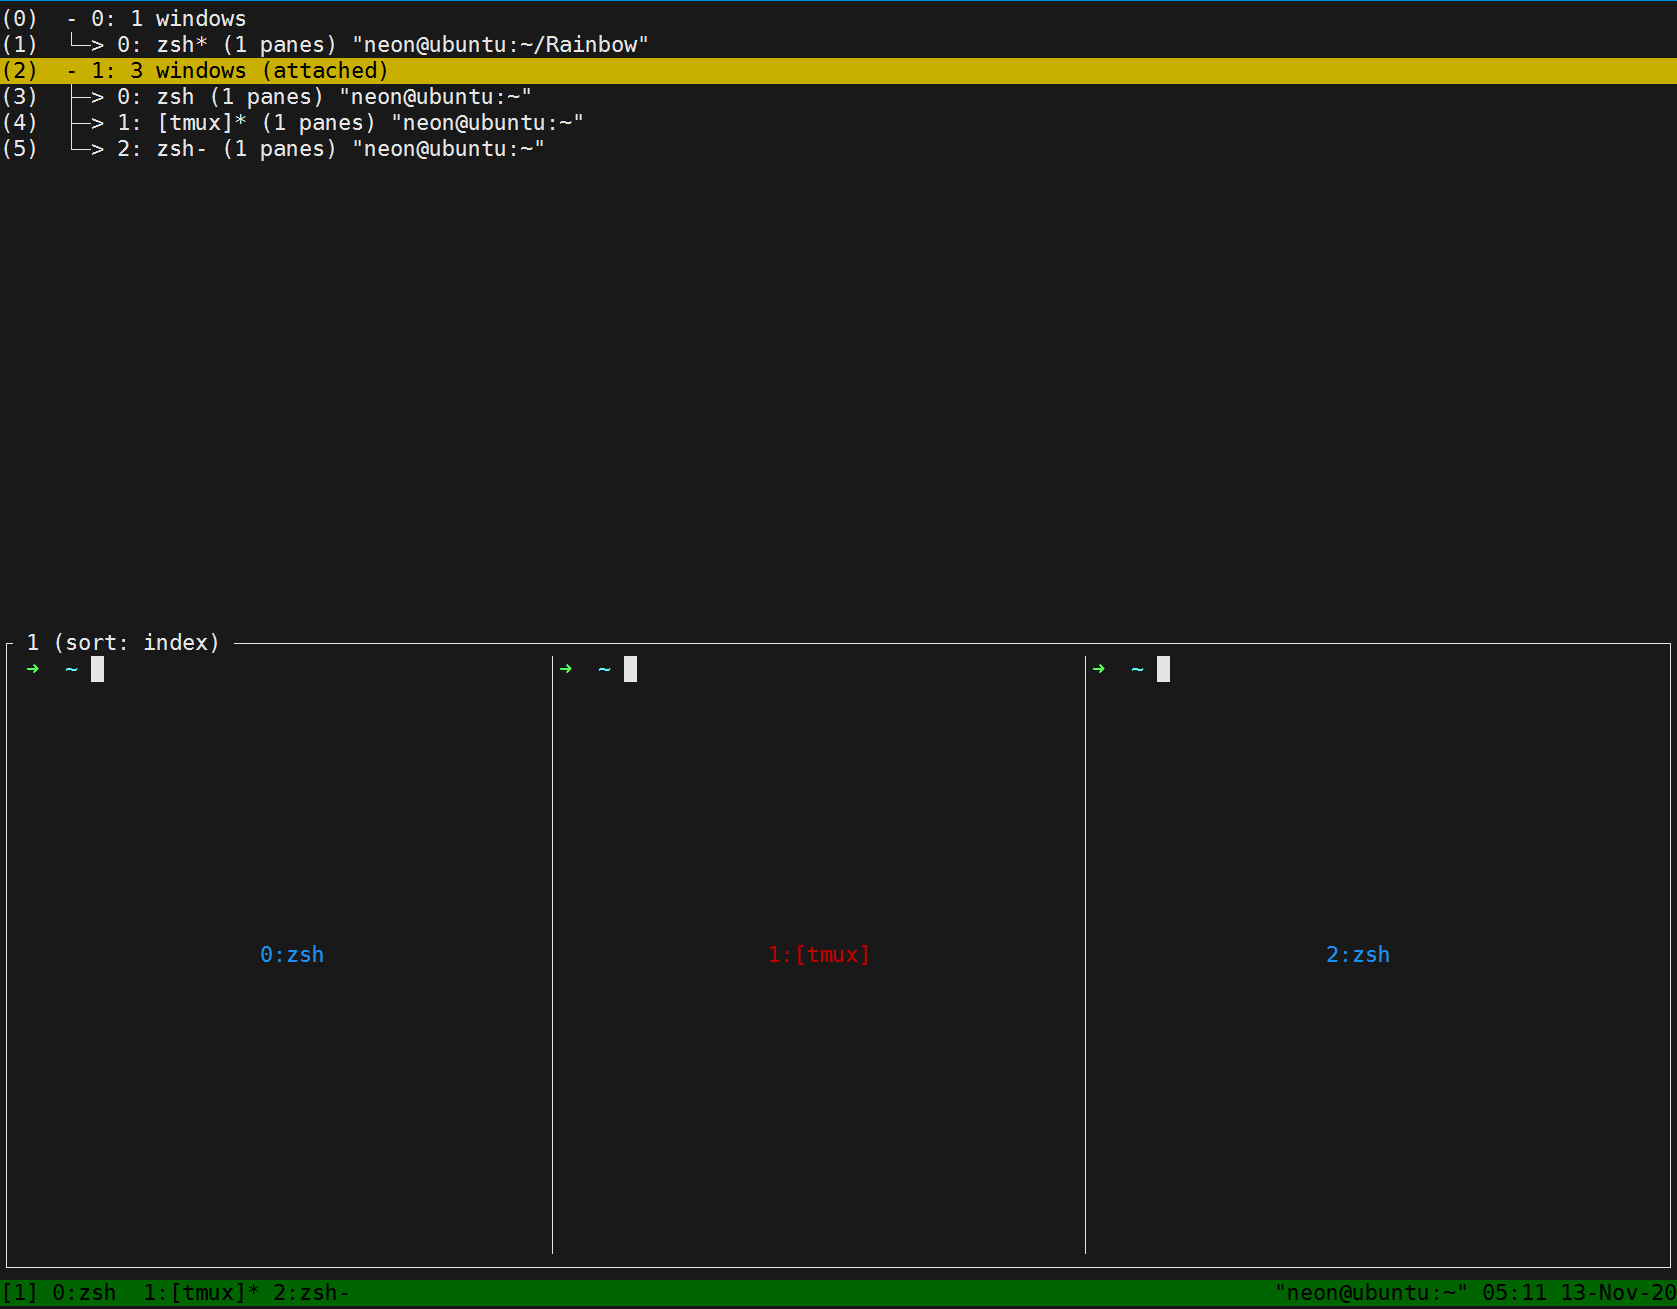 (0)  - 0: 1 windows
(1)  └─> 0: zsh* (1 panes) "neon@ubuntu:~/Rainbow"
(2)  - 1: 3 windows (attached)
(3)  ├─> 0: zsh (1 panes) "neon@ubuntu:~"
(4)  ├─> 1: [tmux]* (1 panes) "neon@ubuntu:~"
(5)  └─> 2: zsh- (1 panes) "neon@ubuntu:~"
1 (sort: index)
➜  ~ ➜  ~ ➜  ~
0:zsh 1:[tmux] 2:zsh
[1] 0:zsh  1:[tmux]* 2:zsh- "neon@ubuntu:~" 05:11 13-Nov-20